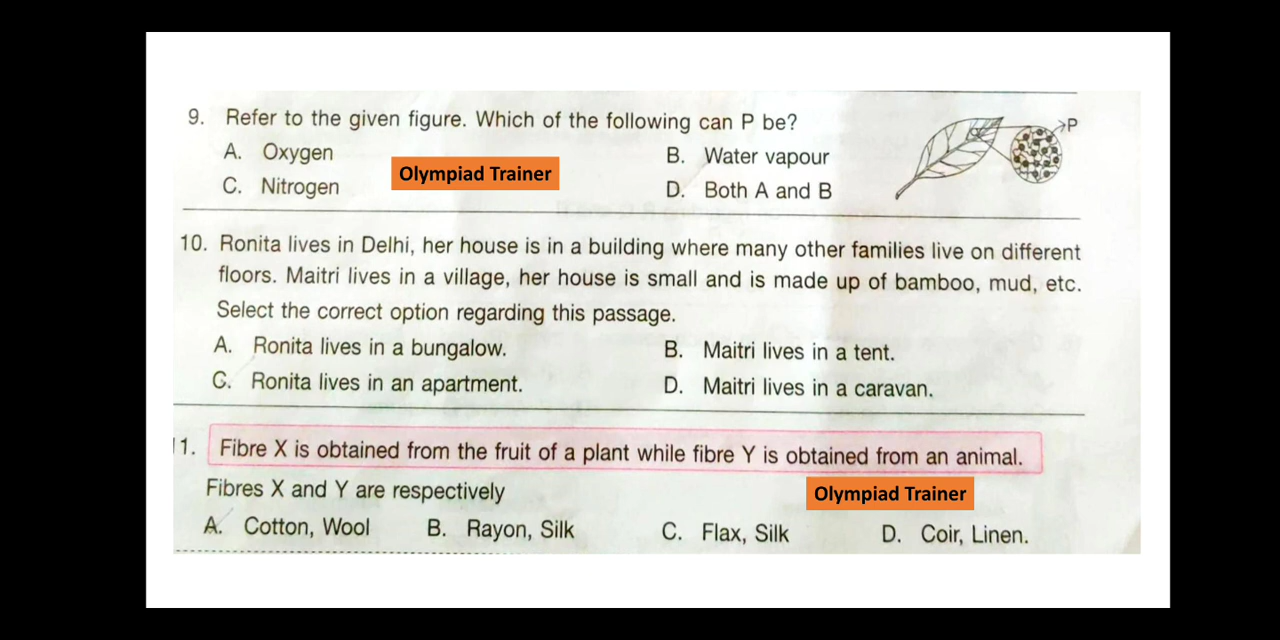 9. Refer to the given figure. Which of the following can P be?
P
A. Oxygen B. Water vapour
Olympiad Trainer
C. Nitrogen D. Both A and B
10. Ronita lives in Delhi, her house is in a building where many other families live on different
floors. Maitri lives in a village, her house is small and is made up of bamboo, mud, etc.
Select the correct option regarding this passage.
A. Ronita lives in a bungalow. B. Maitri lives in a tent.
C. Ronita lives in an apartment. D. Maitri lives in a caravan.
11. Fibre X is obtained from the fruit of a plant while fibre Y is obtained from an animal.
Fibres X and Y are respectively
Olympiad Trainer
A. Cotton, Wool B. Rayon, Silk C. Flax, Silk D. Coir, Linen.